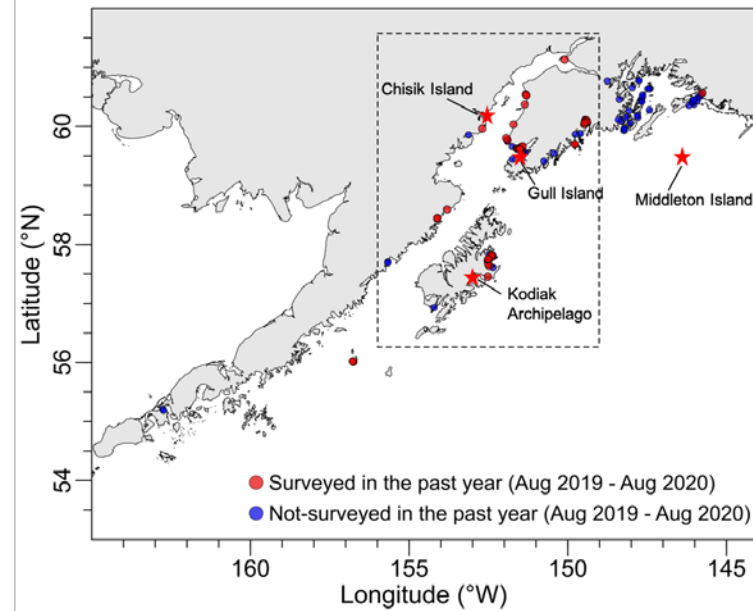 Chisik Island
Gull Island
Middleton Island
Kodiak
Archipelago
60
58
56
54
Latitude (°N)
Surveyed in the past year (Aug 2019 - Aug 2020)
Not-surveyed in the past year (Aug 2019 - Aug 2020)
160
155
150
145
Longitude (°W)